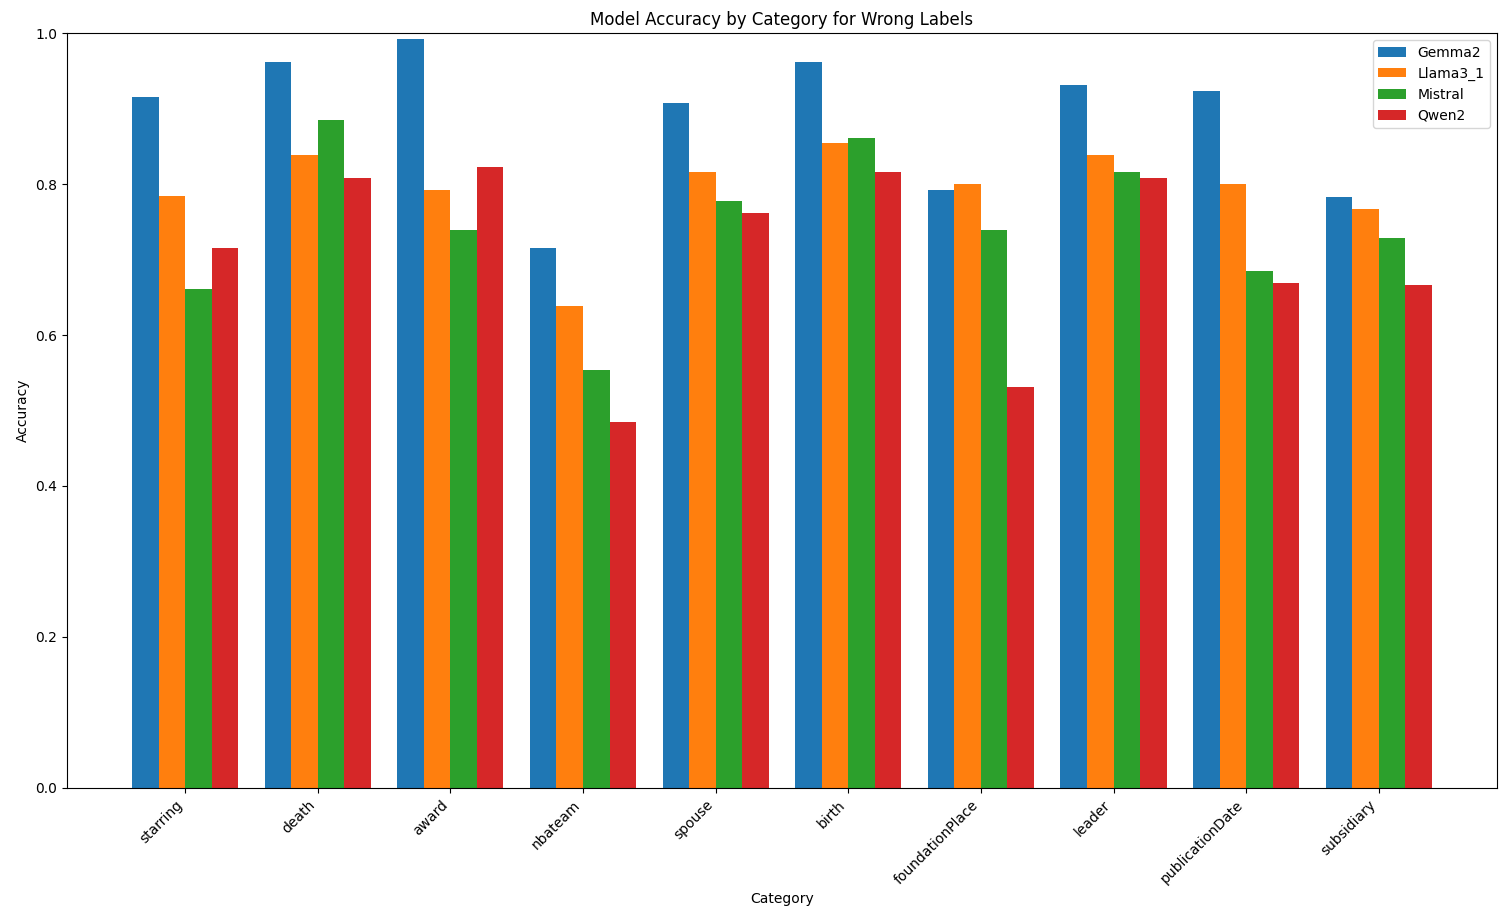 Model Accuracy by Category for Wrong Labels
Gemma2
Llama3_1
Mistral
Qwen2
Accuracy
1.0
0.8
0.6
0.4
0.2
0.0
starring
death
award
nbateam
spouse
birth
foundationPlace
leader
publicationDate
subsidiary
Category